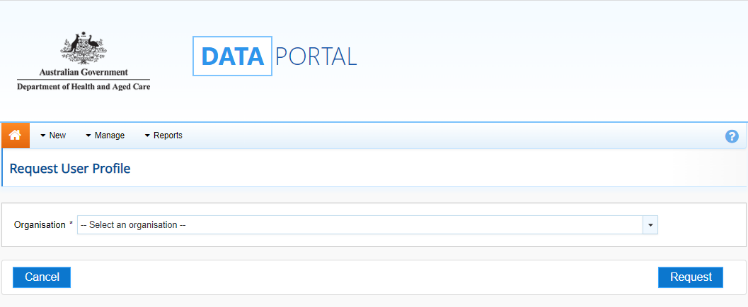 DATA PORTAL
Australian Government
Department of Health and Aged Care
New Manage Reports ?
Request User Profile
Organisation * -- Select an organisation --
Cancel Request